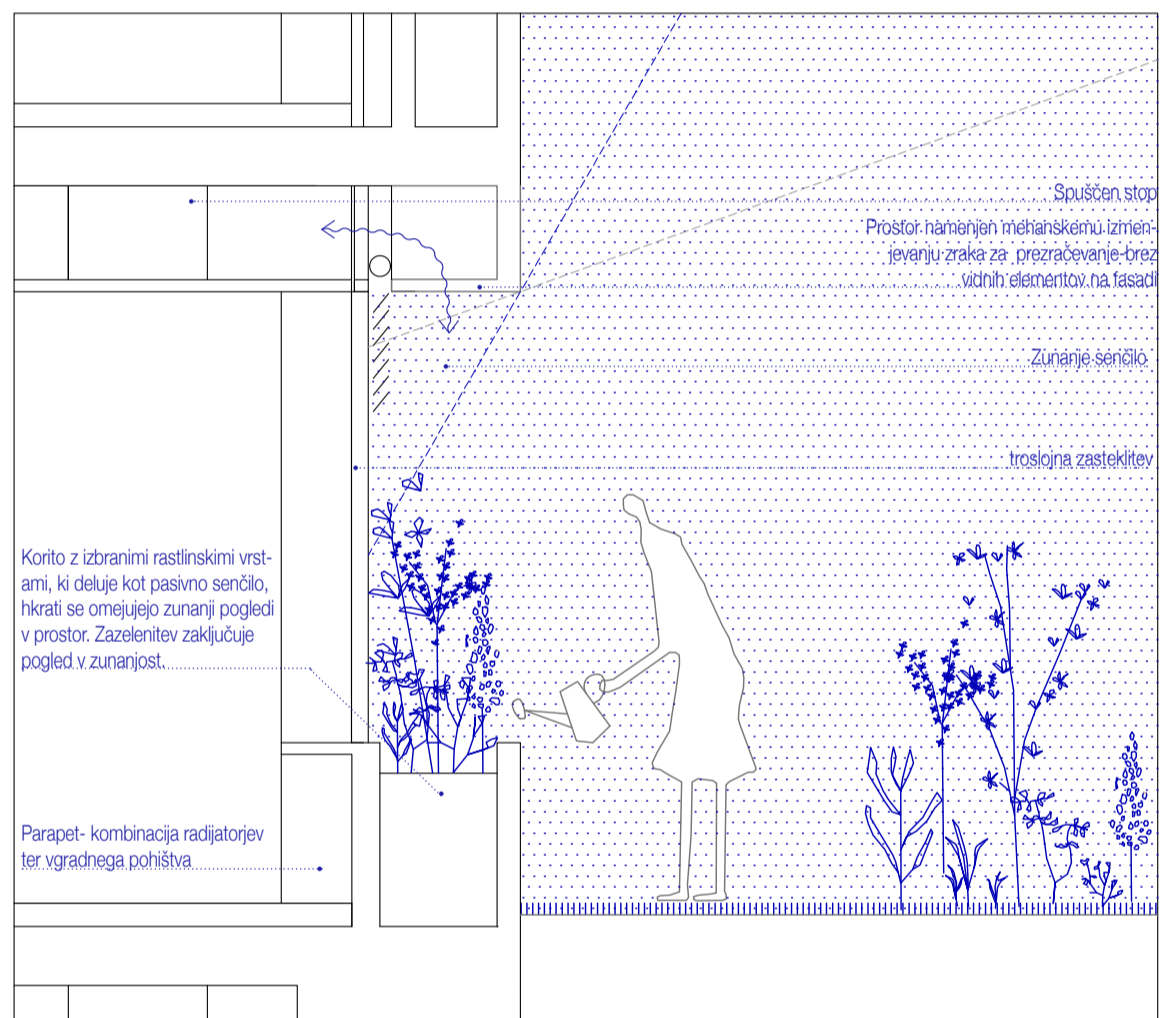 Spuščen stop
Prostor namenjen mehanskemu izmen-
jevanju zraka za prezračevanje-brez
vidnih elementov na fasadi
Zunanje senčilo
troslojna zasteklitev
Korito z izbranimi rastlinskimi vrst-
ami, ki deluje kot pasivno senčilo,
hkrati se omejujejo zunanji pogledi
v prostor. Zazelenitev zaključuje
pogled v zunanjost.
Parapet- kombinacija radijatorjev
ter vgradnega pohištva